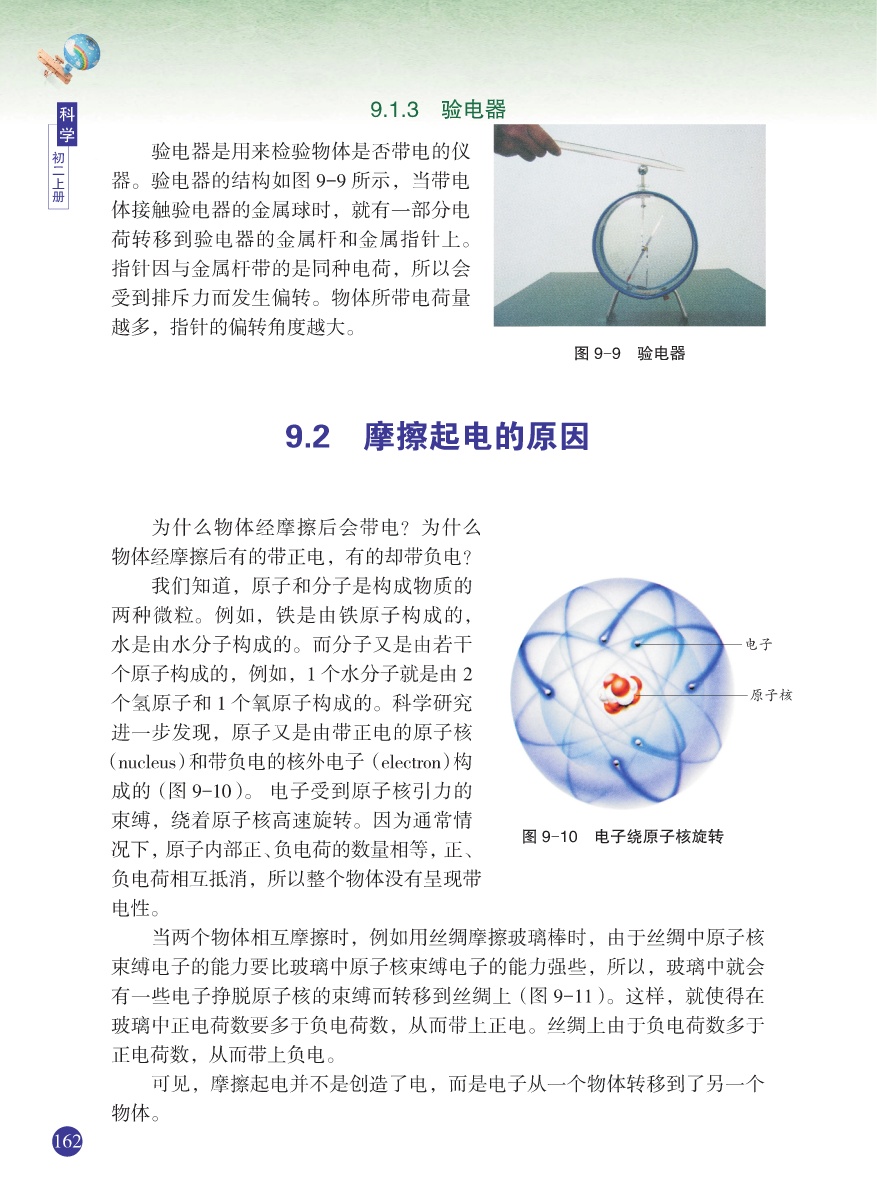 科学
初二上册
9.1.3 验电器
验电器是用来检验物体是否带电的仪
器。验电器的结构如图 9-9 所示，当带电
体接触验电器的金属球时，就有一部分电
荷转移到验电器的金属杆和金属指针上。
指针因与金属杆带的是同种电荷，所以会
受到排斥力而发生偏转。物体所带电荷量
越多，指针的偏转角度越大。
图 9-9 验电器
9.2 摩擦起电的原因
为什么物体经摩擦后会带电？为什么
物体经摩擦后有的带正电，有的却带负电？
我们知道，原子和分子是构成物质的
两种微粒。例如，铁是由铁原子构成的，
水是由水分子构成的。而分子又是由若干
个原子构成的，例如，1 个水分子就是由 2
个氢原子和 1 个氧原子构成的。科学研究
进一步发现，原子又是由带正电的原子核
（nucleus）和带负电的核外电子（electron）构
成的（图 9-10）。 电子受到原子核引力的
束缚，绕着原子核高速旋转。因为通常情
况下，原子内部正、负电荷的数量相等，正、
负电荷相互抵消，所以整个物体没有呈现带
电性。
电子
原子核
图 9-10 电子绕原子核旋转
当两个物体相互摩擦时，例如用丝绸摩擦玻璃棒时，由于丝绸中原子核
束缚电子的能力要比玻璃中原子核束缚电子的能力强些，所以，玻璃中就会
有一些电子挣脱原子核的束缚而转移到丝绸上（图 9-11）。这样，就使得在
玻璃中正电荷数要多于负电荷数，从而带上正电。丝绸上由于负电荷数多于
正电荷数，从而带上负电。
可见，摩擦起电并不是创造了电，而是电子从一个物体转移到了另一个
物体。
162